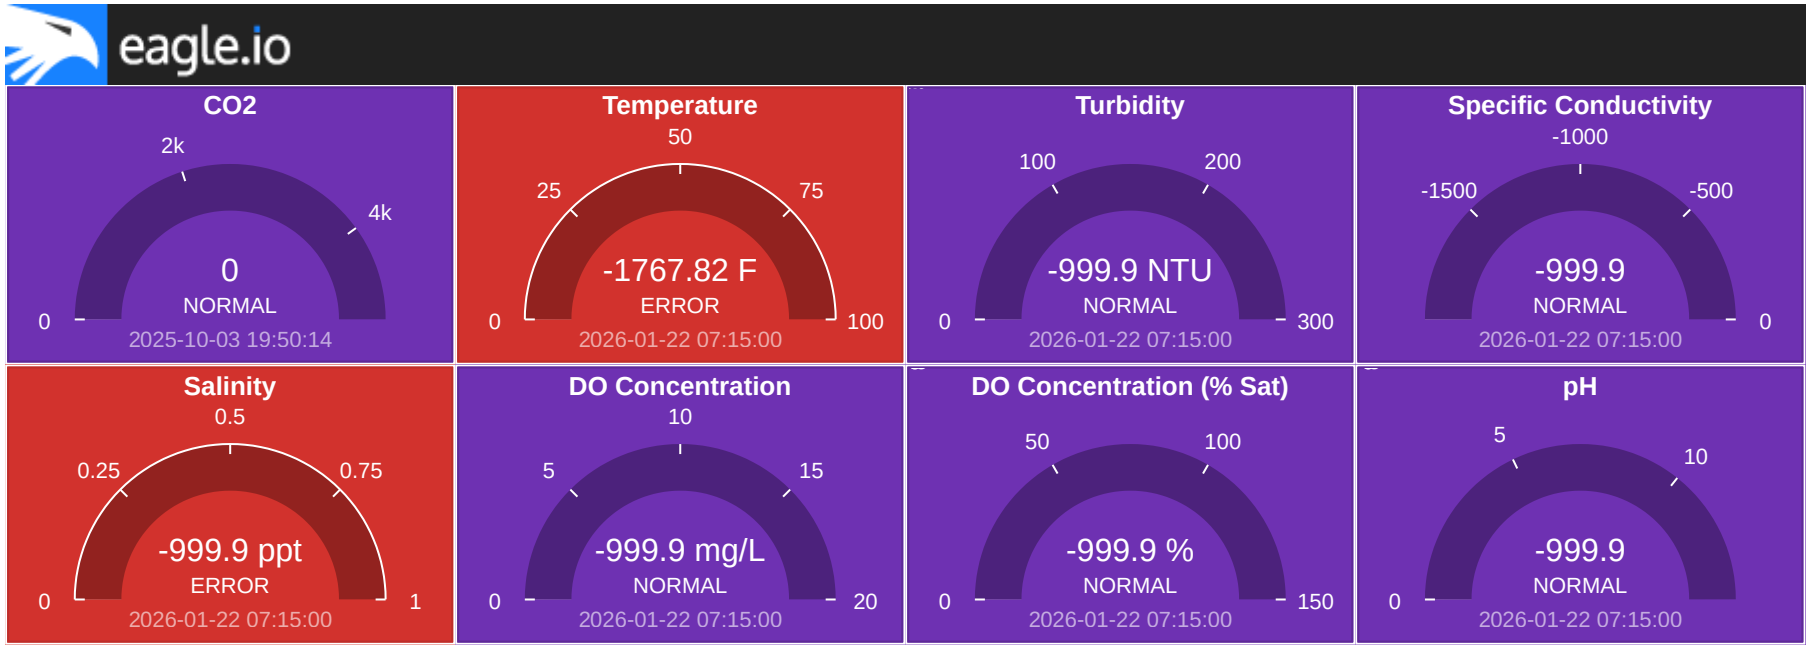 eagle.io
CO2
2k
4k
0
NORMAL
0
2025-10-03 19:50:14
Temperature
50
25
75
-1767.82 F
ERROR
0
100
2026-01-22 07:15:00
Turbidity
100
200
-999.9 NTU
NORMAL
0
300
2026-01-22 07:15:00
Specific Conductivity
-1000
-1500
-500
-999.9
NORMAL
0
2026-01-22 07:15:00
Salinity
0.5
0.25
0.75
-999.9 ppt
ERROR
0
1
2026-01-22 07:15:00
DO Concentration
10
5
15
-999.9 mg/L
NORMAL
0
20
2026-01-22 07:15:00
DO Concentration (% Sat)
50
100
-999.9 %
NORMAL
0
150
2026-01-22 07:15:00
pH
5
10
-999.9
NORMAL
0
2026-01-22 07:15:00